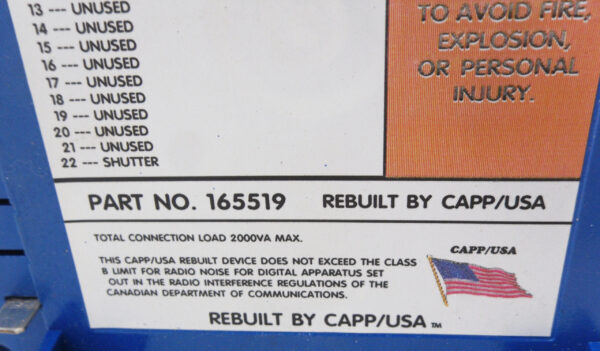 13 --- UNUSED
14 --- UNUSED
15 --- UNUSED
16 --- UNUSED
17 --- UNUSED
18 --- UNUSED
19 --- UNUSED
20 --- UNUSED
21 --- UNUSED
22 --- SHUTTER
TO AVOID FIRE,
EXPLOSION,
OR PERSONAL
INJURY.
PART NO. 165519 REBUILT BY CAPP/USA
TOTAL CONNECTION LOAD 2000VA MAX.
THIS CAPP/USA REBUILT DEVICE DOES NOT EXCEED THE CLASS
B LIMIT FOR RADIO NOISE FOR DIGITAL APPARATUS SET
OUT IN THE RADIO INTERFERENCE REGULATIONS OF THE
CANADIAN DEPARTMENT OF COMMUNICATIONS.
CAPP/USA
REBUILT BY CAPP/USA TM